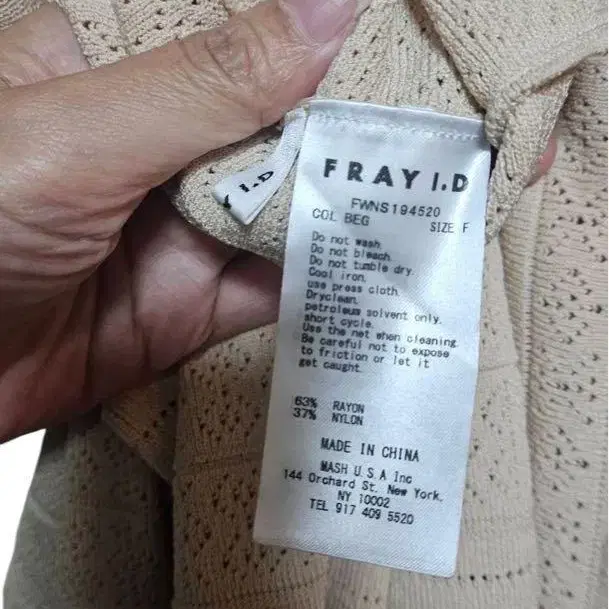 FRAY I.D
I.D
FWNS194520
COL BEG SIZE F
Do not wash.
Do not bleach.
Do not tumble dry.
Cool iron.
use press cloth.
Dryclean.
petroleum solvent only.
short cycle.
Use the net when cleaning.
Be careful not to expose
to friction or let it
get caught.
63% RAYON
37% NYLON
MADE IN CHINA
MASH U.S.A Inc
144 Orchard St. New York.
NY 10002
TEL 917 409 5520